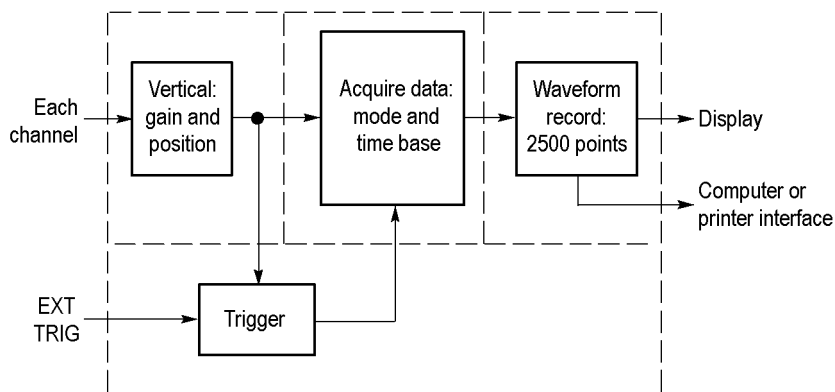 Each
channel
Vertical:
gain and
position
Acquire data:
mode and
time base
Waveform
record:
2500 points
Display
Computer or
printer interface
EXT
TRIG
Trigger